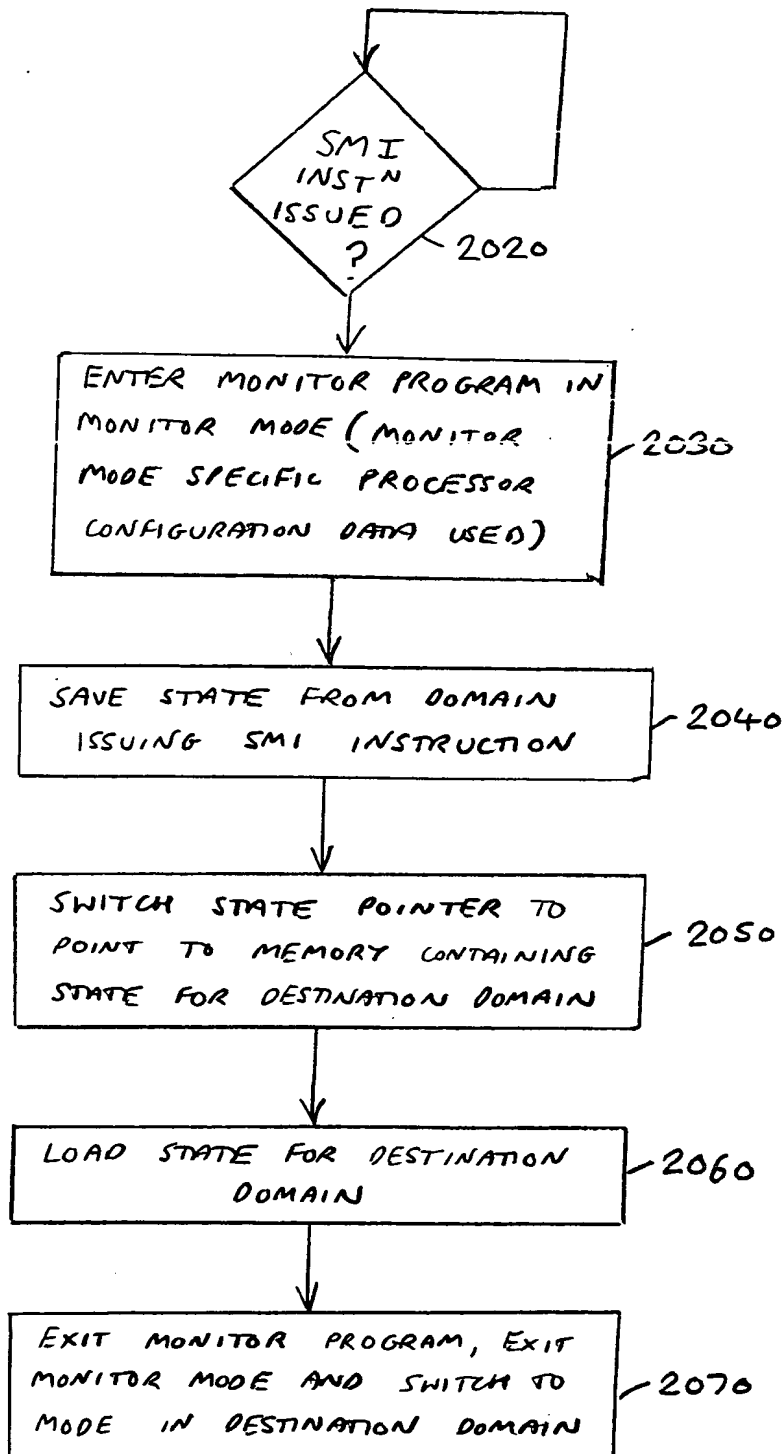 SMI
INSTN
ISSUED
?
2020
ENTER MONITOR PROGRAM IN
MONITOR MODE (MONITOR
MODE SPECIFIC PROCESSOR
CONFIGURATION DATA USED)
2030
SAVE STATE FROM DOMAIN
ISSUING SMI INSTRUCTION
2040
SWITCH STATE POINTER TO
POINT TO MEMORY CONTAINING
STATE FOR DESTINATION DOMAIN
2050
LOAD STATE FOR DESTINATION
DOMAIN
2060
EXIT MONITOR PROGRAM, EXIT
MONITOR MODE AND SWITCH TO
MODE IN DESTINATION DOMAIN
2070